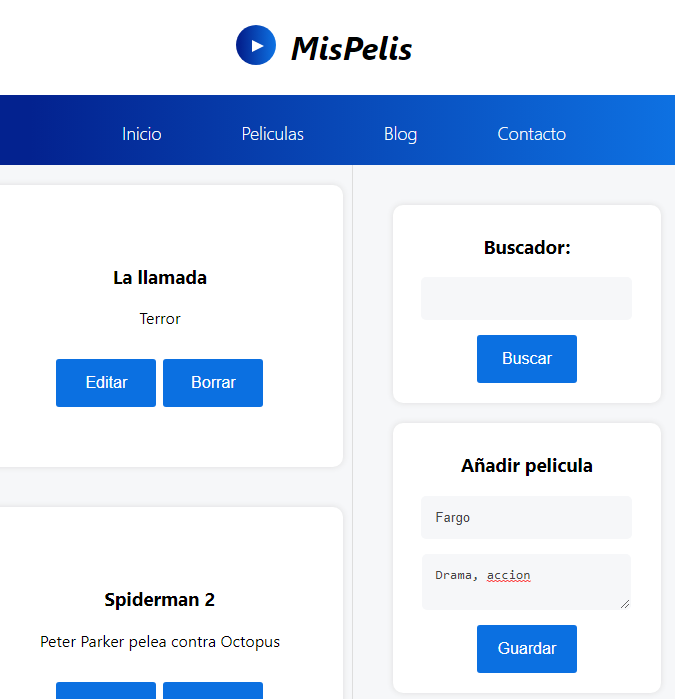 MisPelis
Inicio Peliculas Blog Contacto
La llamada
Terror
Editar Borrar
Spiderman 2
Peter Parker pelea contra Octopus
Buscador:
Buscar
Añadir pelicula
Fargo
Drama, accion
Guardar